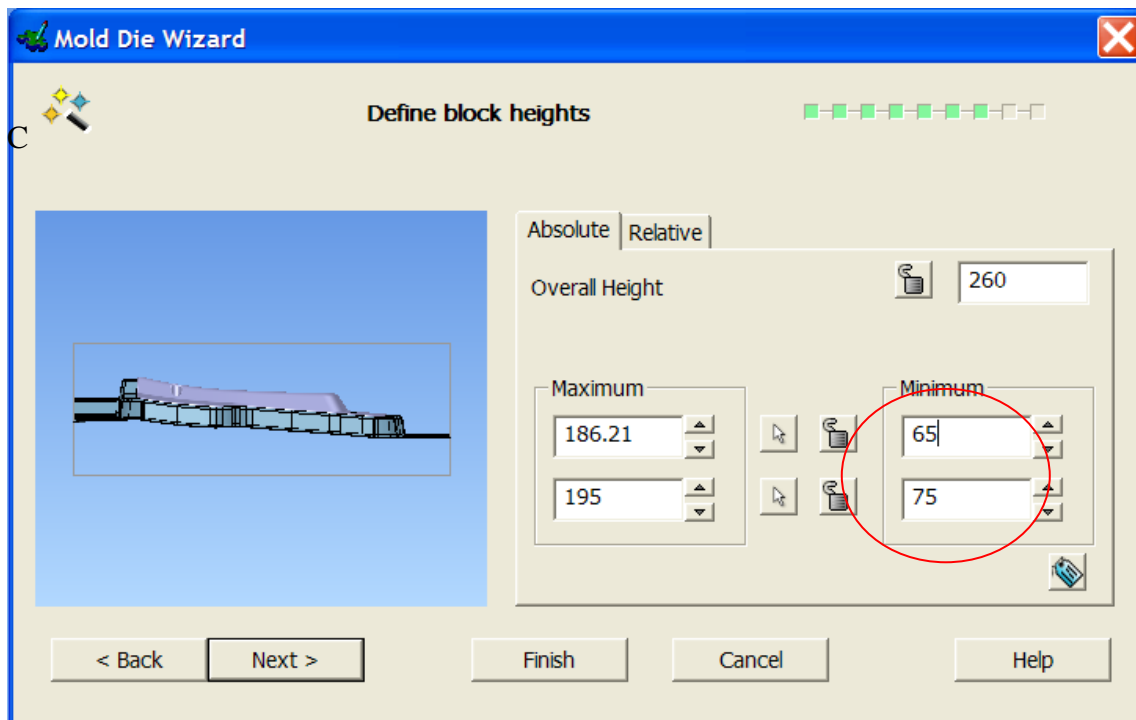 Mold Die Wizard
Define block heights
C
Absolute Relative
Overall Height 260
Maximum Minimum
186.21 65
195 75
< Back Next > Finish Cancel Help